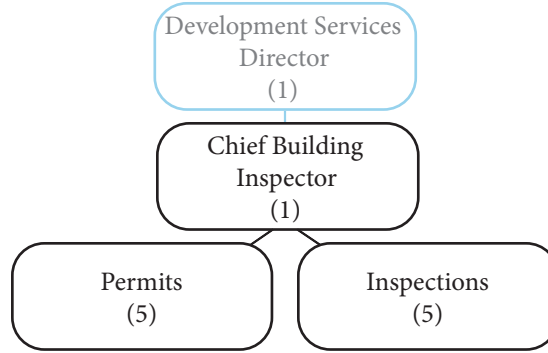 Development Services
Director
(1)
Chief Building
Inspector
(1)
Permits
(5)
Inspections
(5)